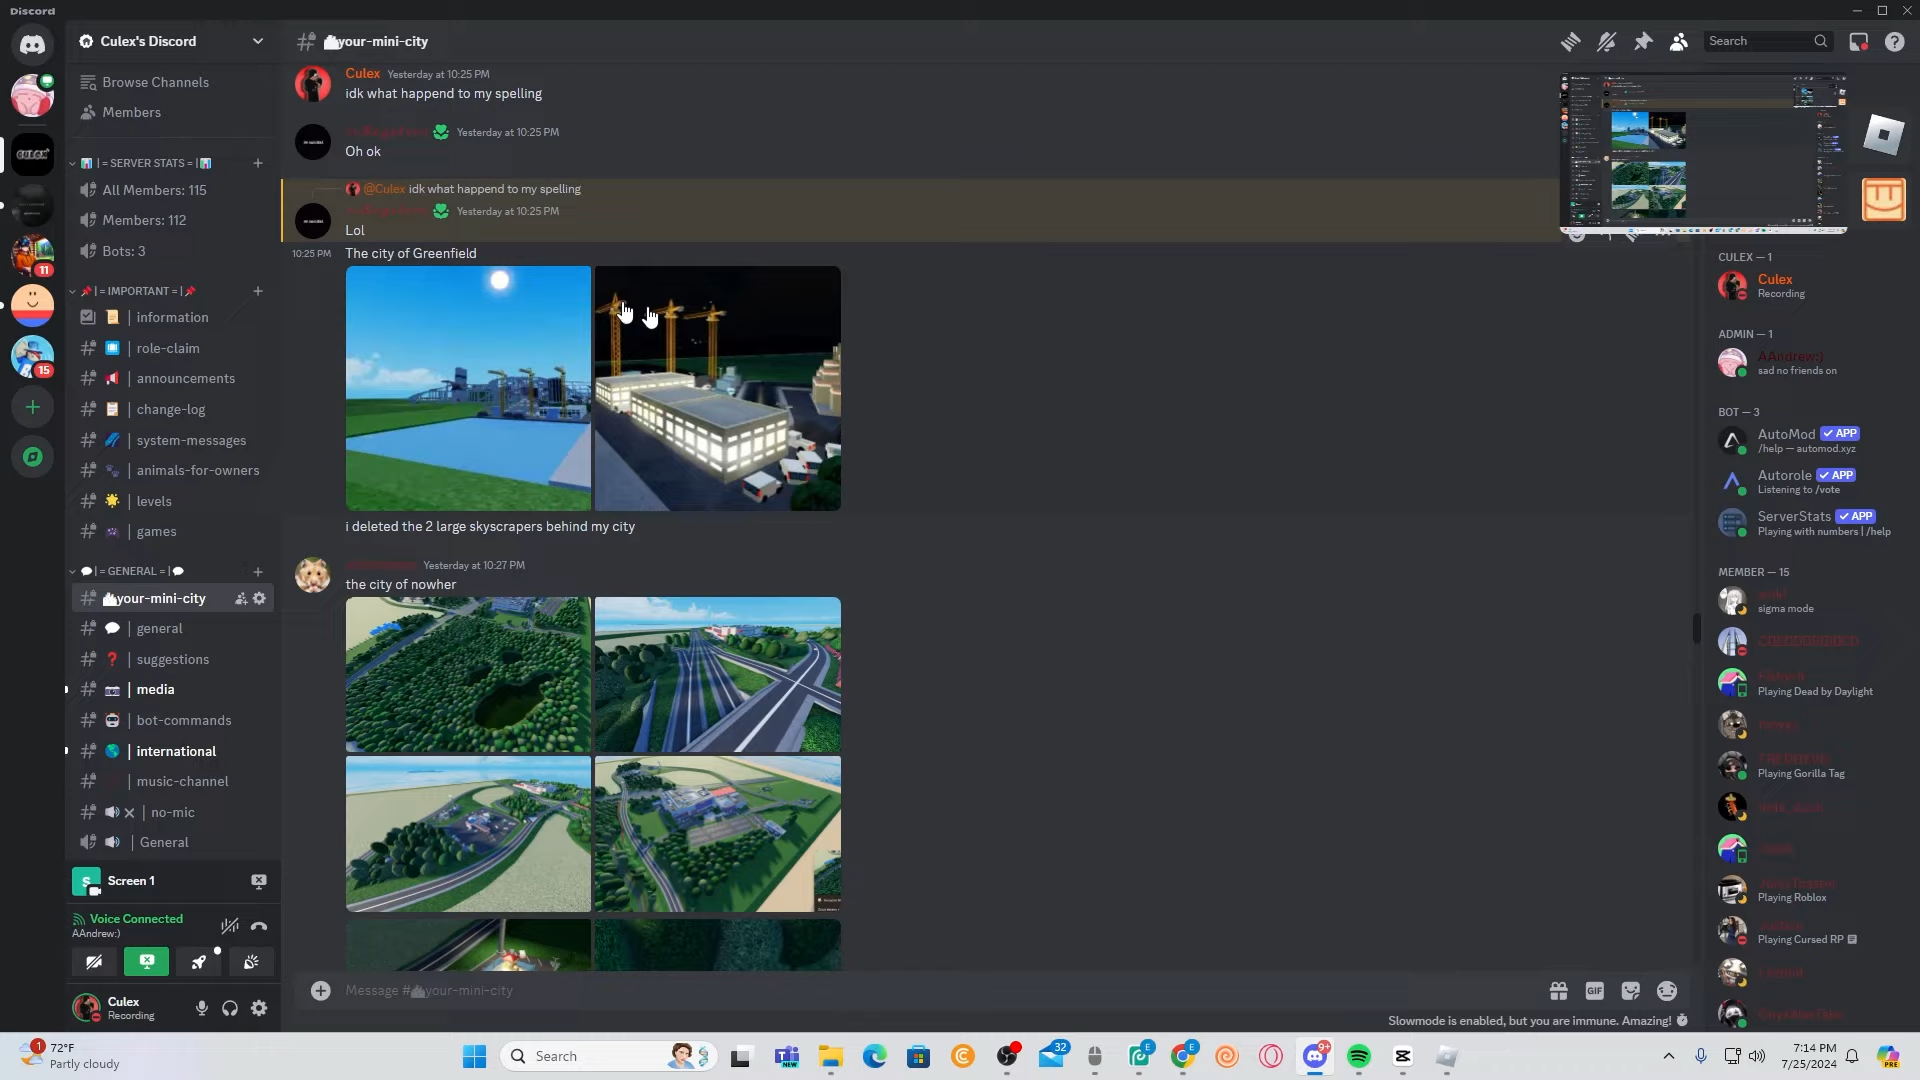 Discord
Culex's Discord
Browse Channels
Members
| = SERVER STATS = |
All Members: 115
Members: 112
Bots: 3
| = IMPORTANT = |
| information
| role-claim
| announcements
| change-log
| system-messages
| animals-for-owners
| levels
| games
| = GENERAL = |
your-mini-city
| general
| suggestions
| media
| bot-commands
| international
music-channel
| no-mic
| General
Screen 1
Voice Connected
AAndrew:)
Culex
Recording
11
15
your-mini-city
Search
Culex Yesterday at 10:25 PM
idk what happend to my spelling
Yesterday at 10:25 PM
Oh ok
@Culex idk what happend to my spelling
Yesterday at 10:25 PM
Lol
10:25 PM The city of Greenfield
i deleted the 2 large skyscrapers behind my city
Yesterday at 10:27 PM
the city of nowher
Message #your-mini-city
GIF
Slowmode is enabled, but you are immune. Amazing!
CULEX — 1
Culex
Recording
ADMIN — 1
AAndrew:)
sad no friends on
BOT — 3
AutoMod APP
/help — automod.xyz
Autorole APP
Listening to /vote
ServerStats APP
Playing with numbers | /help
MEMBER — 15
sigma mode
Playing Dead by Daylight
Playing Gorilla Tag
Playing Roblox
Playing Cursed RP
1
72°F
Partly cloudy
Search
NEW
32
E
E
9+
7:14 PM
7/25/2024
PRE